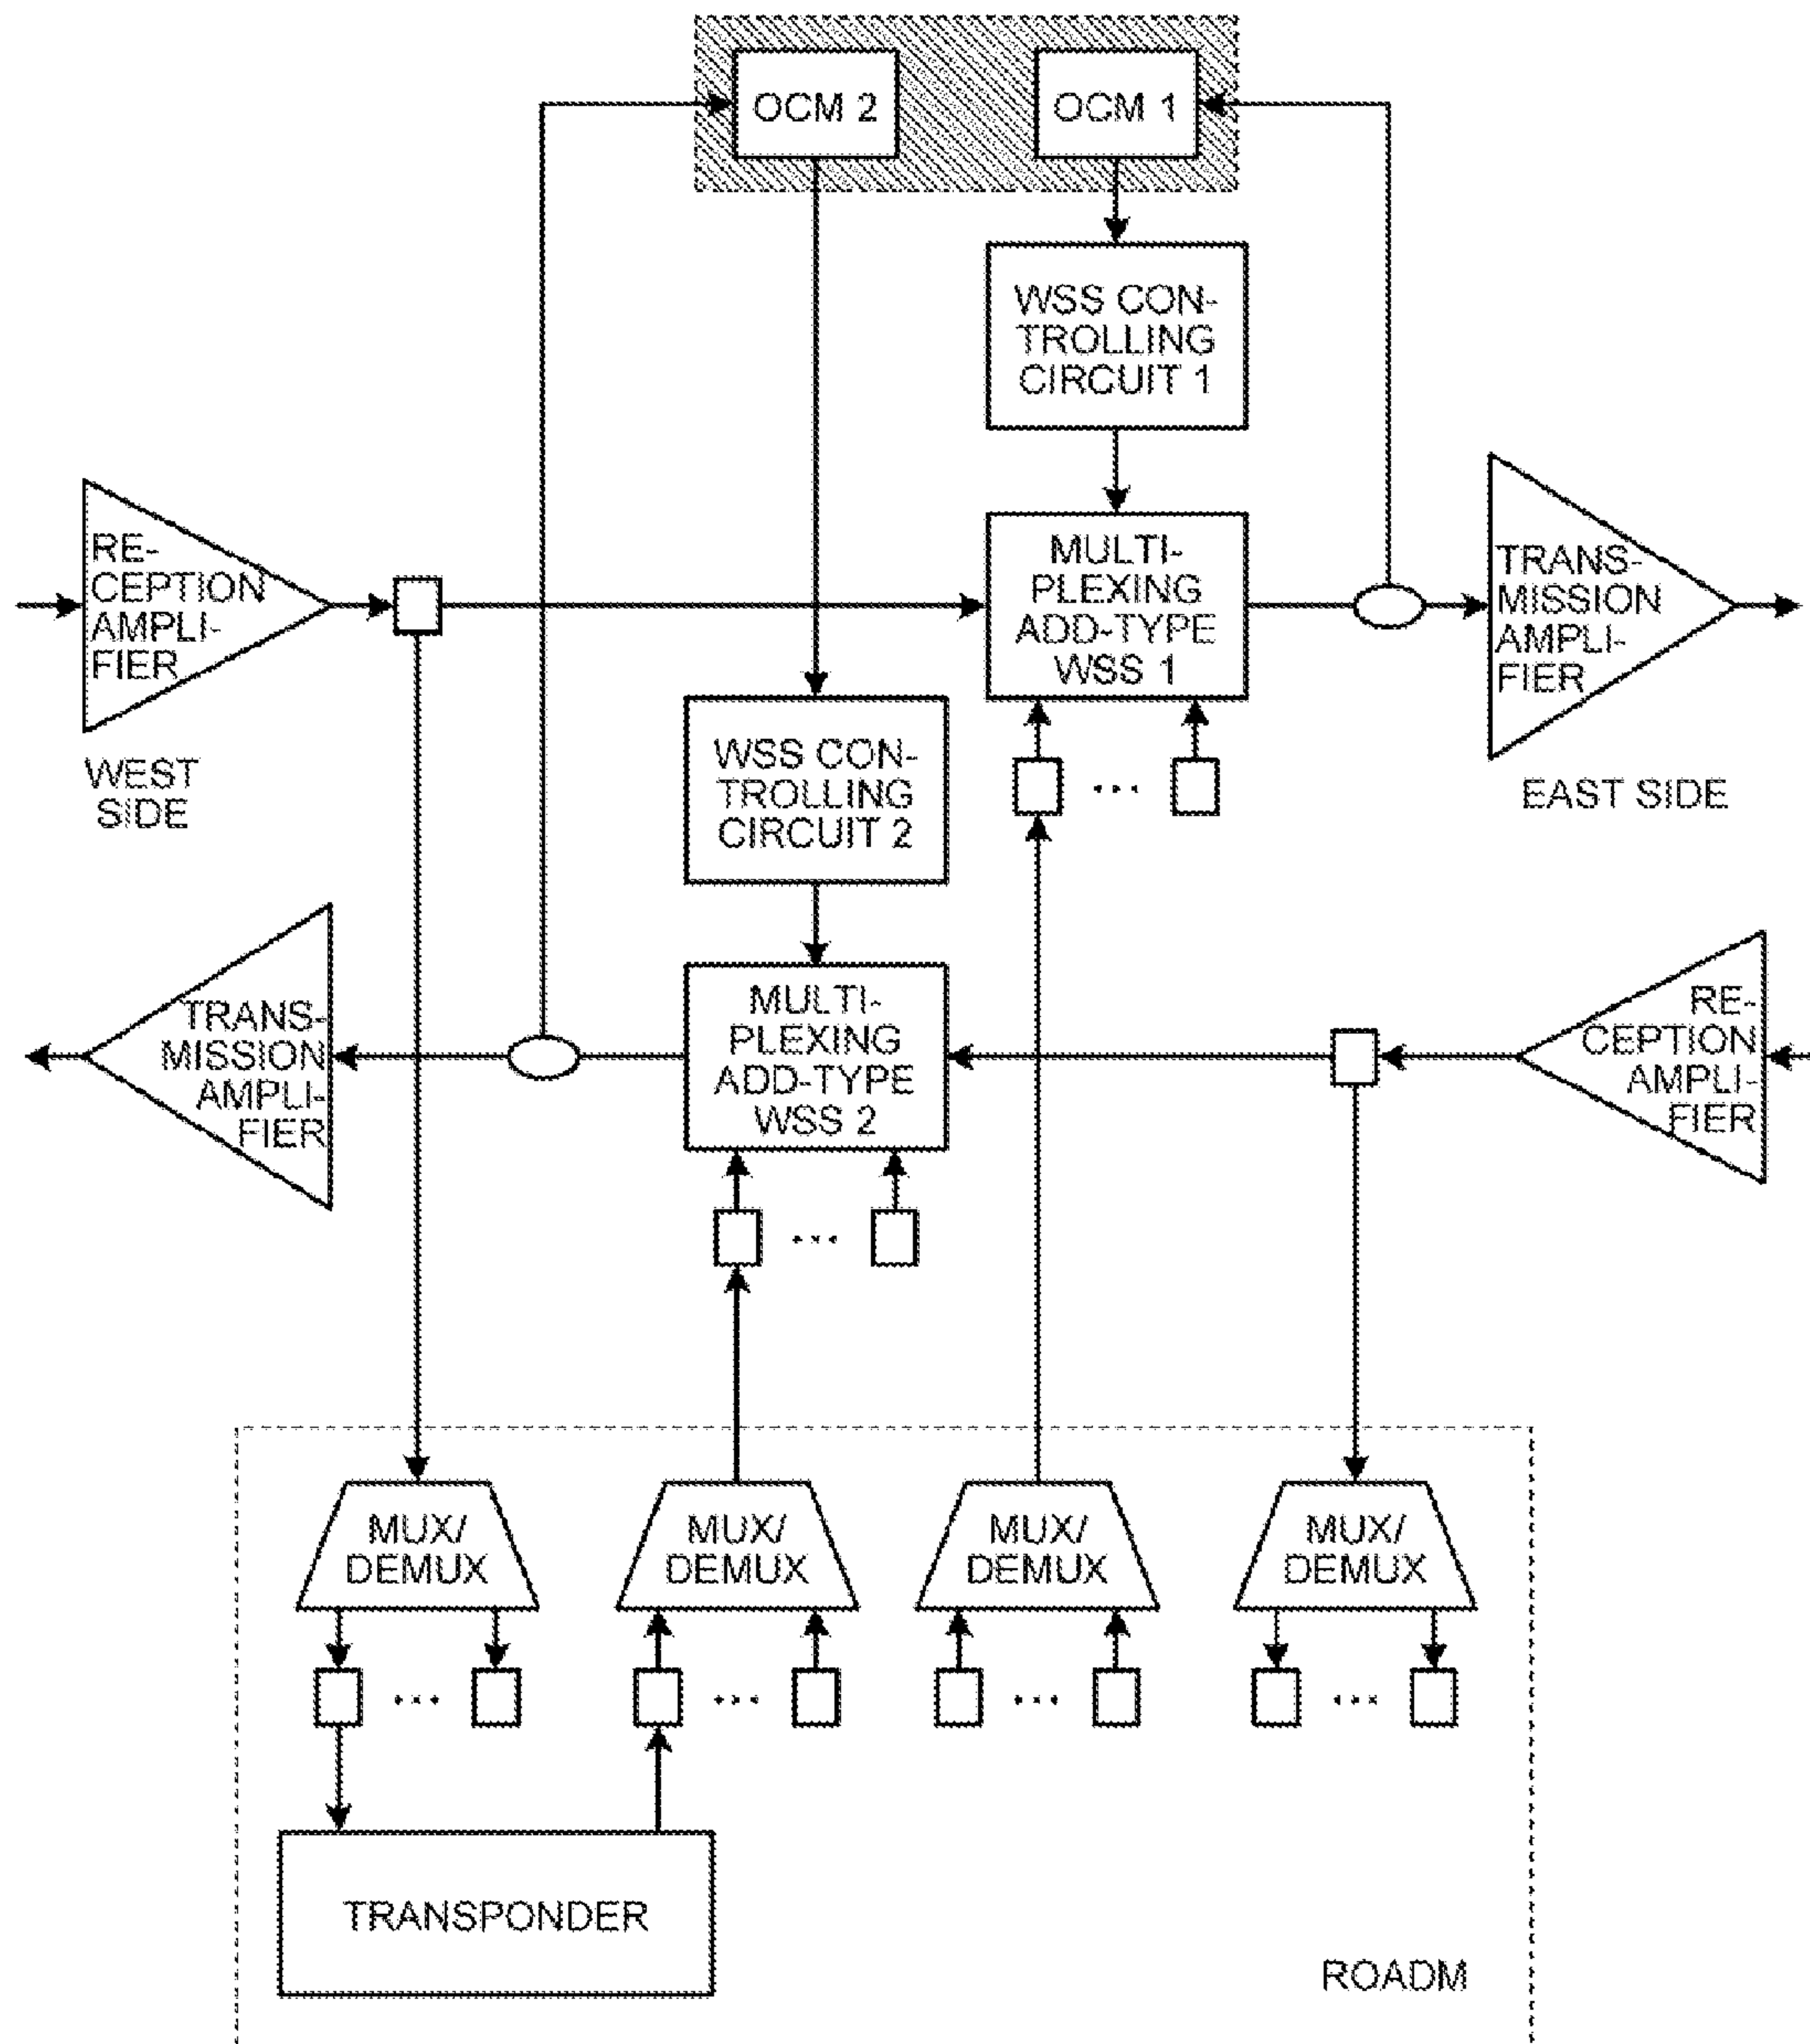 OCM 2
OCM 1
WSS CON-
TROLLING
CIRCUIT 1
RE-
CEPTION
AMPLI-
FIER
MULTI-
PLEXING
ADD-TYPE
WSS 1
TRANS-
MISSION
AMPLI-
FIER
WEST
SIDE
WSS CON-
TROLLING
CIRCUIT 2
...
EAST SIDE
TRANS-
MISSION
AMPLI-
FIER
MULTI-
PLEXING
ADD-TYPE
WSS 2
RE-
CEPTION
AMPLI-
FIER
...
MUX/
DEMUX
MUX/
DEMUX
MUX/
DEMUX
MUX/
DEMUX
... ... ... ...
TRANSPONDER
ROADM